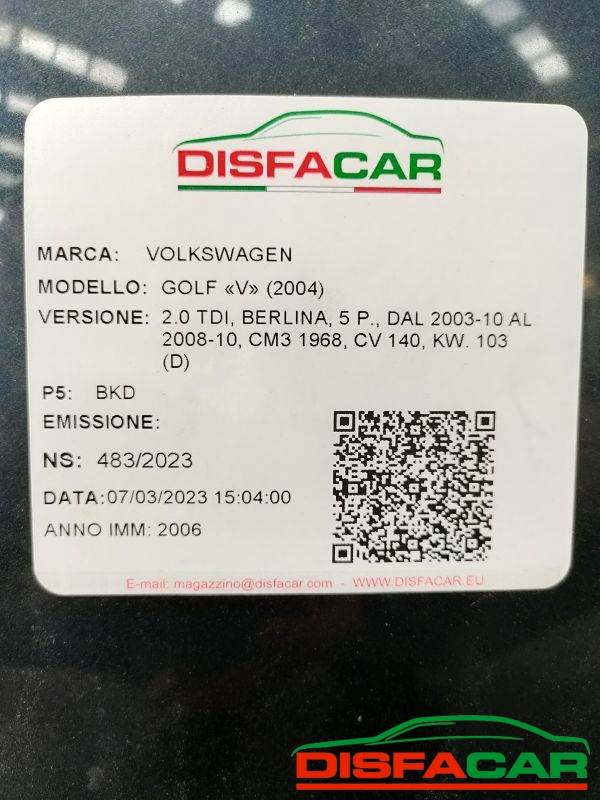 DISFACAR
MARCA: VOLKSWAGEN
MODELLO: GOLF «V» (2004)
VERSIONE: 2.0 TDI, BERLINA, 5 P., DAL 2003-10 AL
2008-10, CM3 1968, CV 140, KW. 103
(D)
P5: BKD
EMISSIONE:
NS: 483/2023
DATA:07/03/2023 15:04:00
ANNO IMM: 2006
E-mail: magazzino@disfacar.com - WWW.DISFACAR.EU
DISFACAR